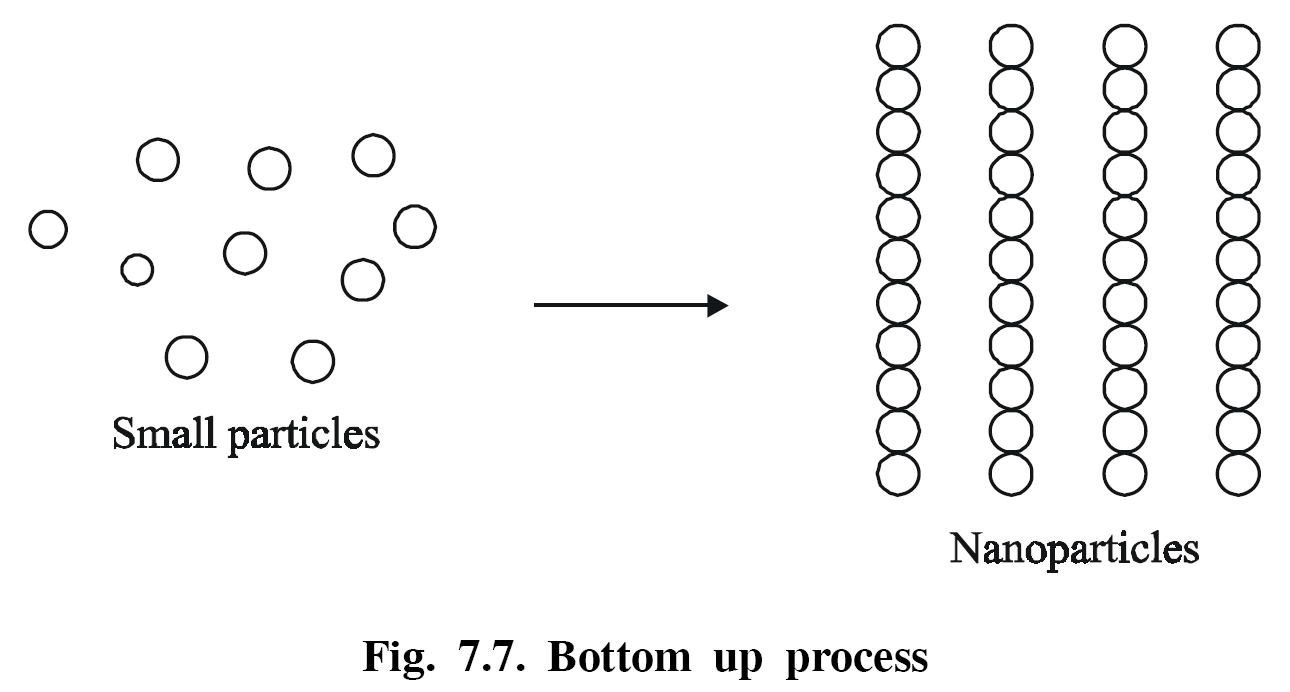 Small particles
Nanoparticles
Fig. 7.7. Bottom up process